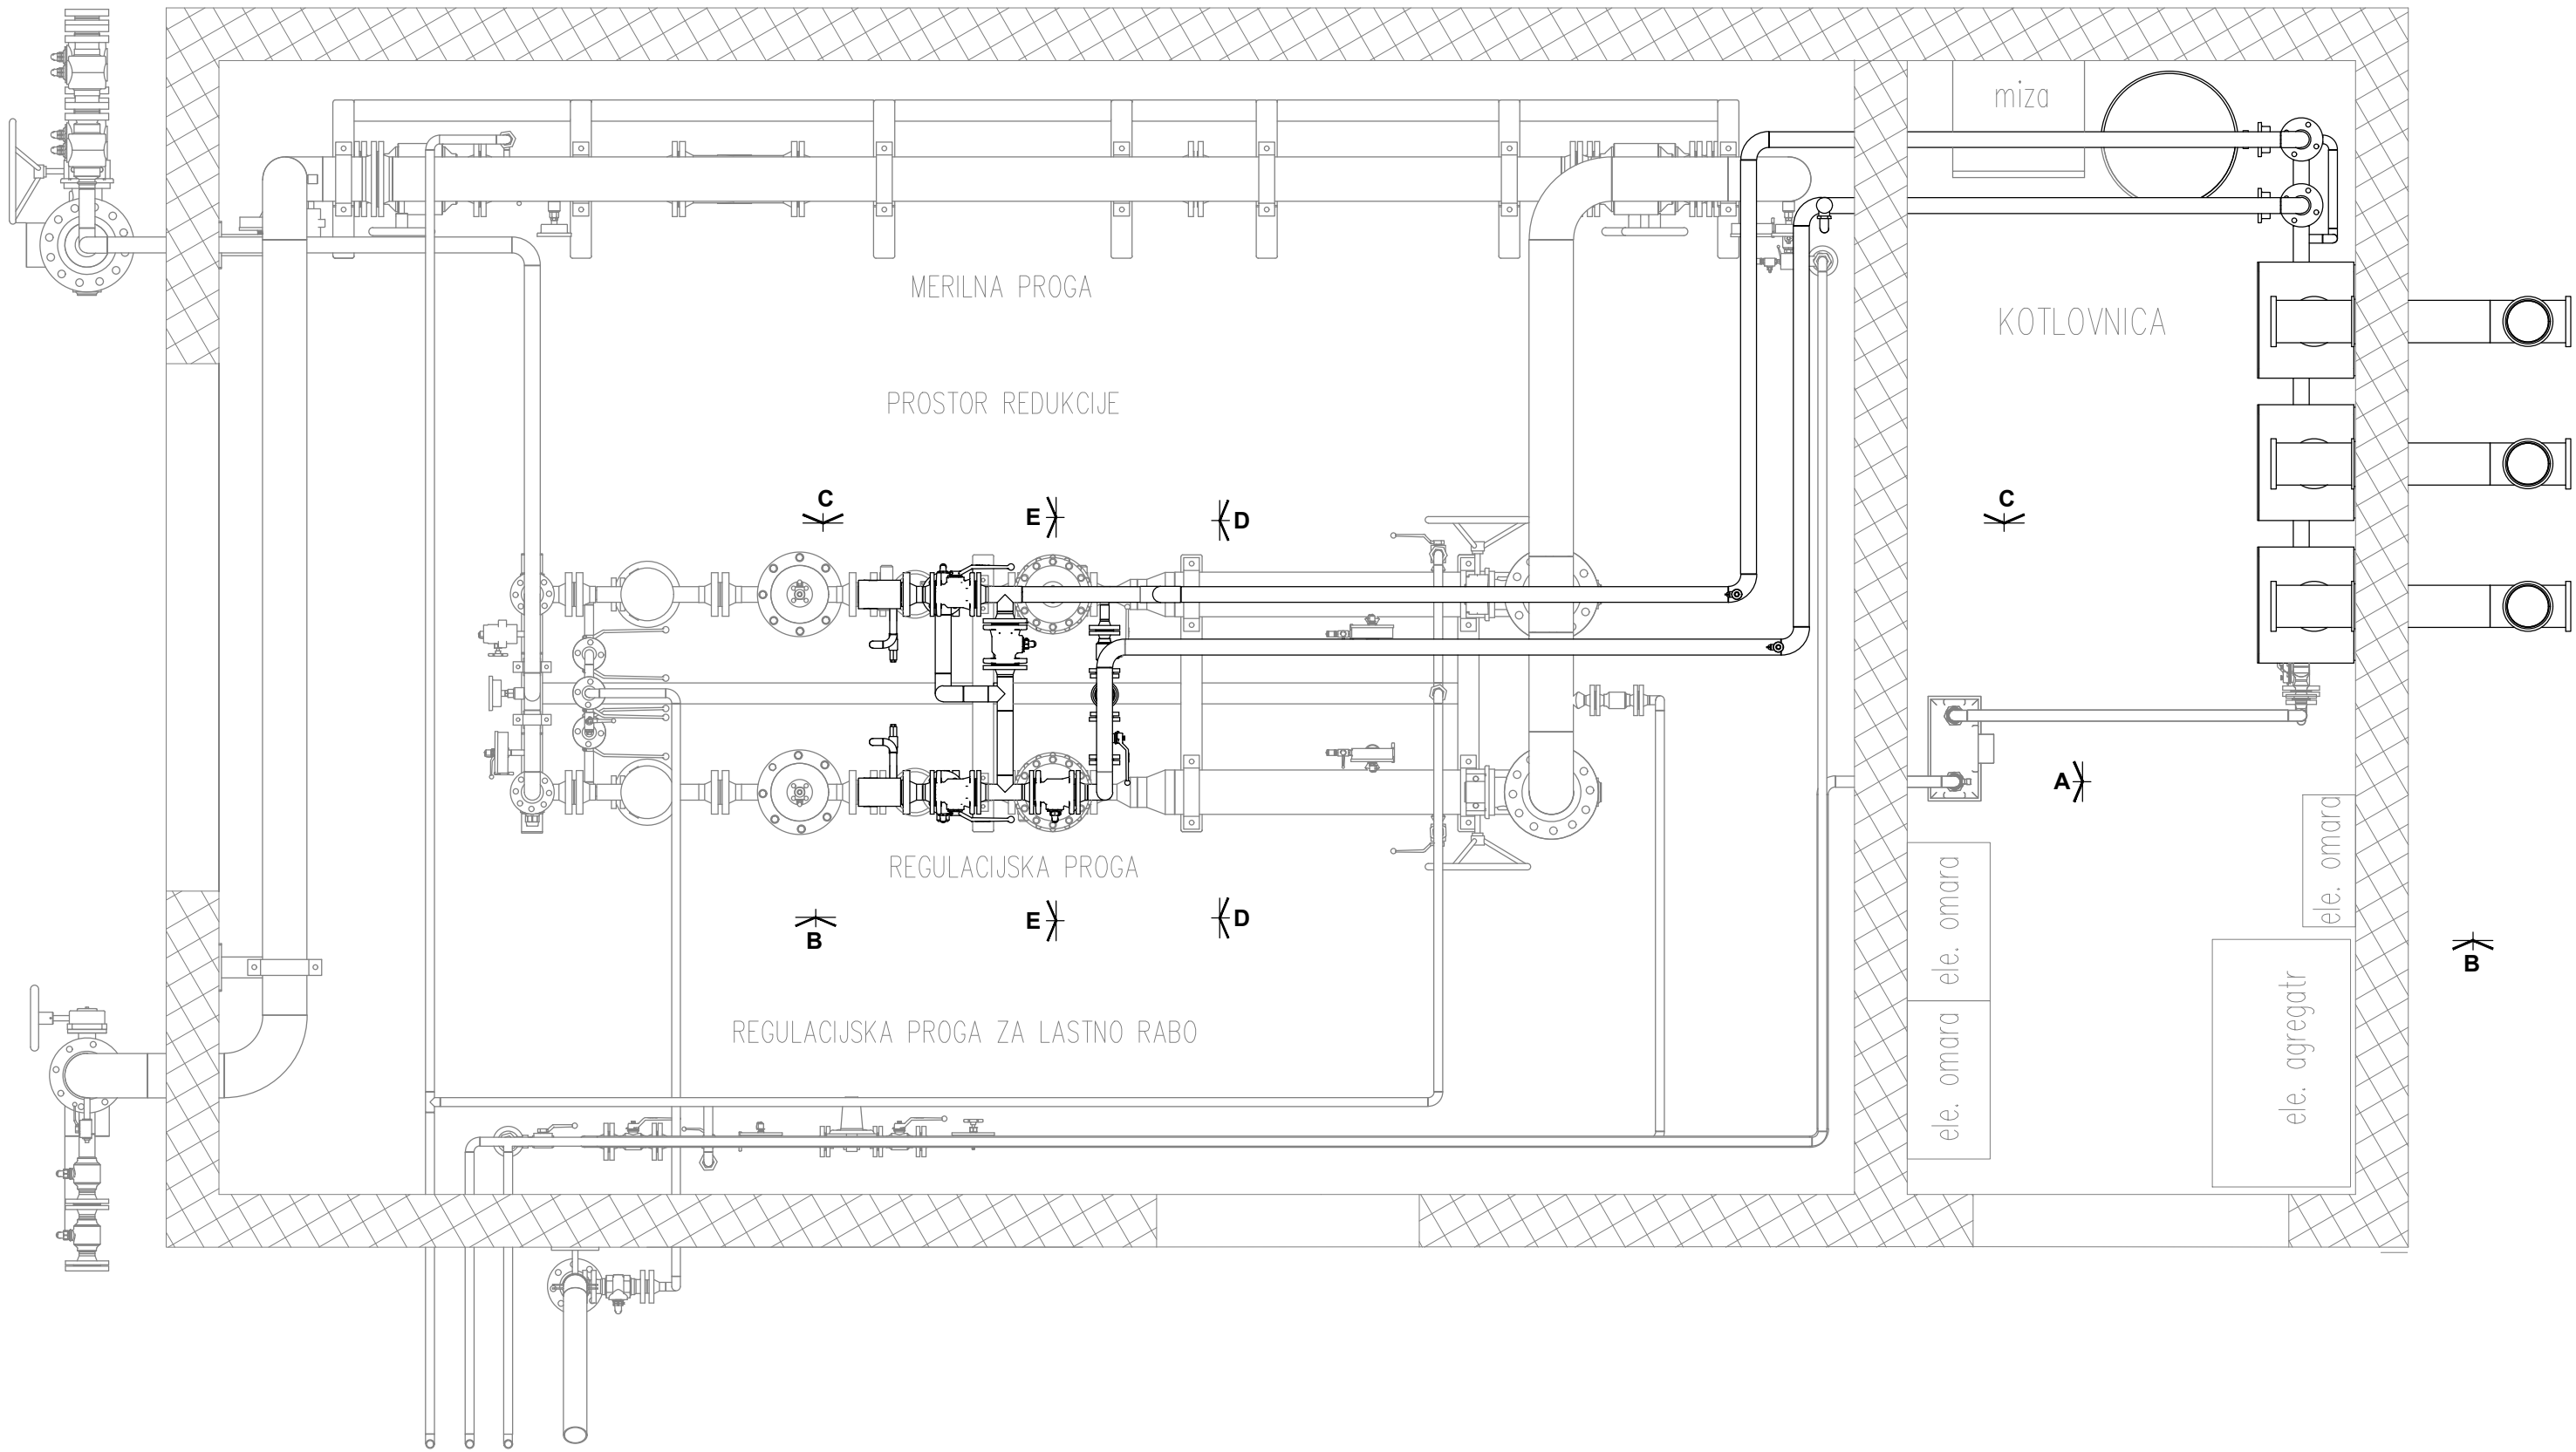 miza
MERILNA PROGA
KOTLOVNICA
PROSTOR REDUKCIJE
C
E
D
C
A
ele. omara
REGULACIJSKA PROGA
ele. omara
B
E
D
B
REGULACIJSKA PROGA ZA LASTNO RABO
ele. omara
ele. agregatr